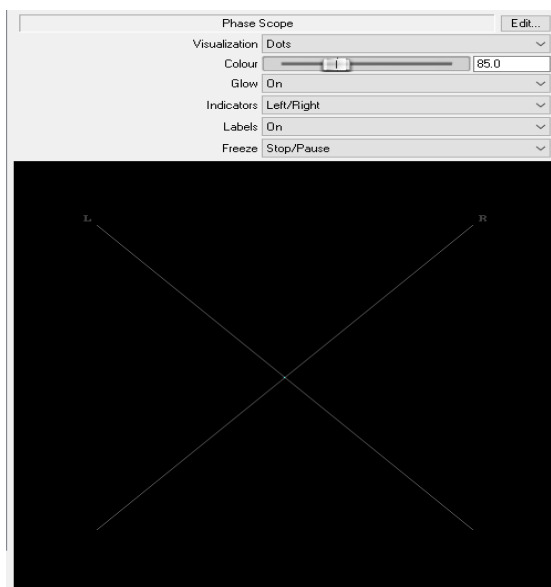 Phase Scope Edit...
Visualization Dots
Colour 85.0
Glow On
Indicators Left/Right
Labels On
Freeze Stop/Pause
L R